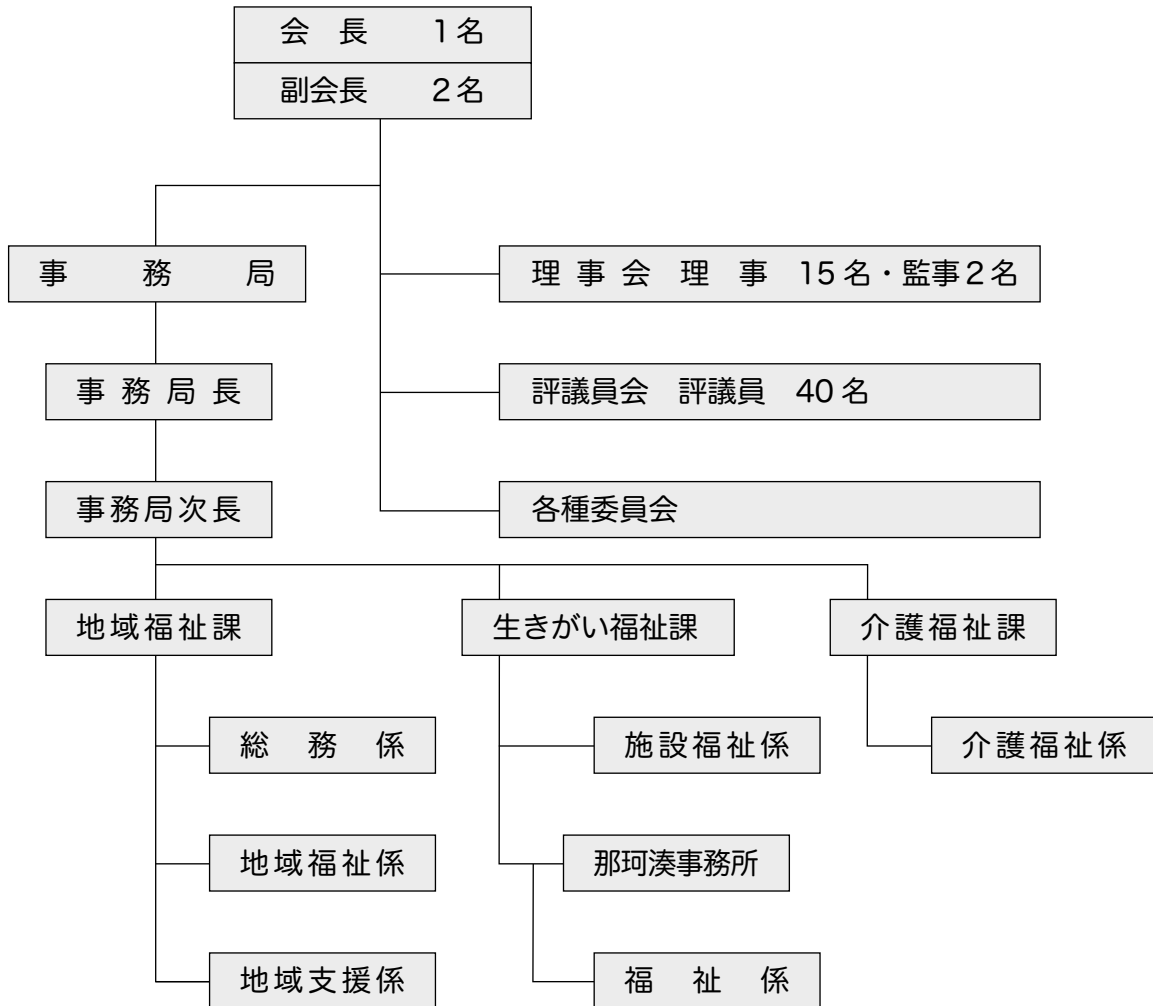 会長 1名
副会長 2名
事務局
理事会 理事 15名・監事2名
事務局長
評議員会 評議員 40名
事務局次長
各種委員会
地域福祉課
生きがい福祉課
介護福祉課
総務係
施設福祉係
介護福祉係
地域福祉係
那珂湊事務所
地域支援係
福祉係